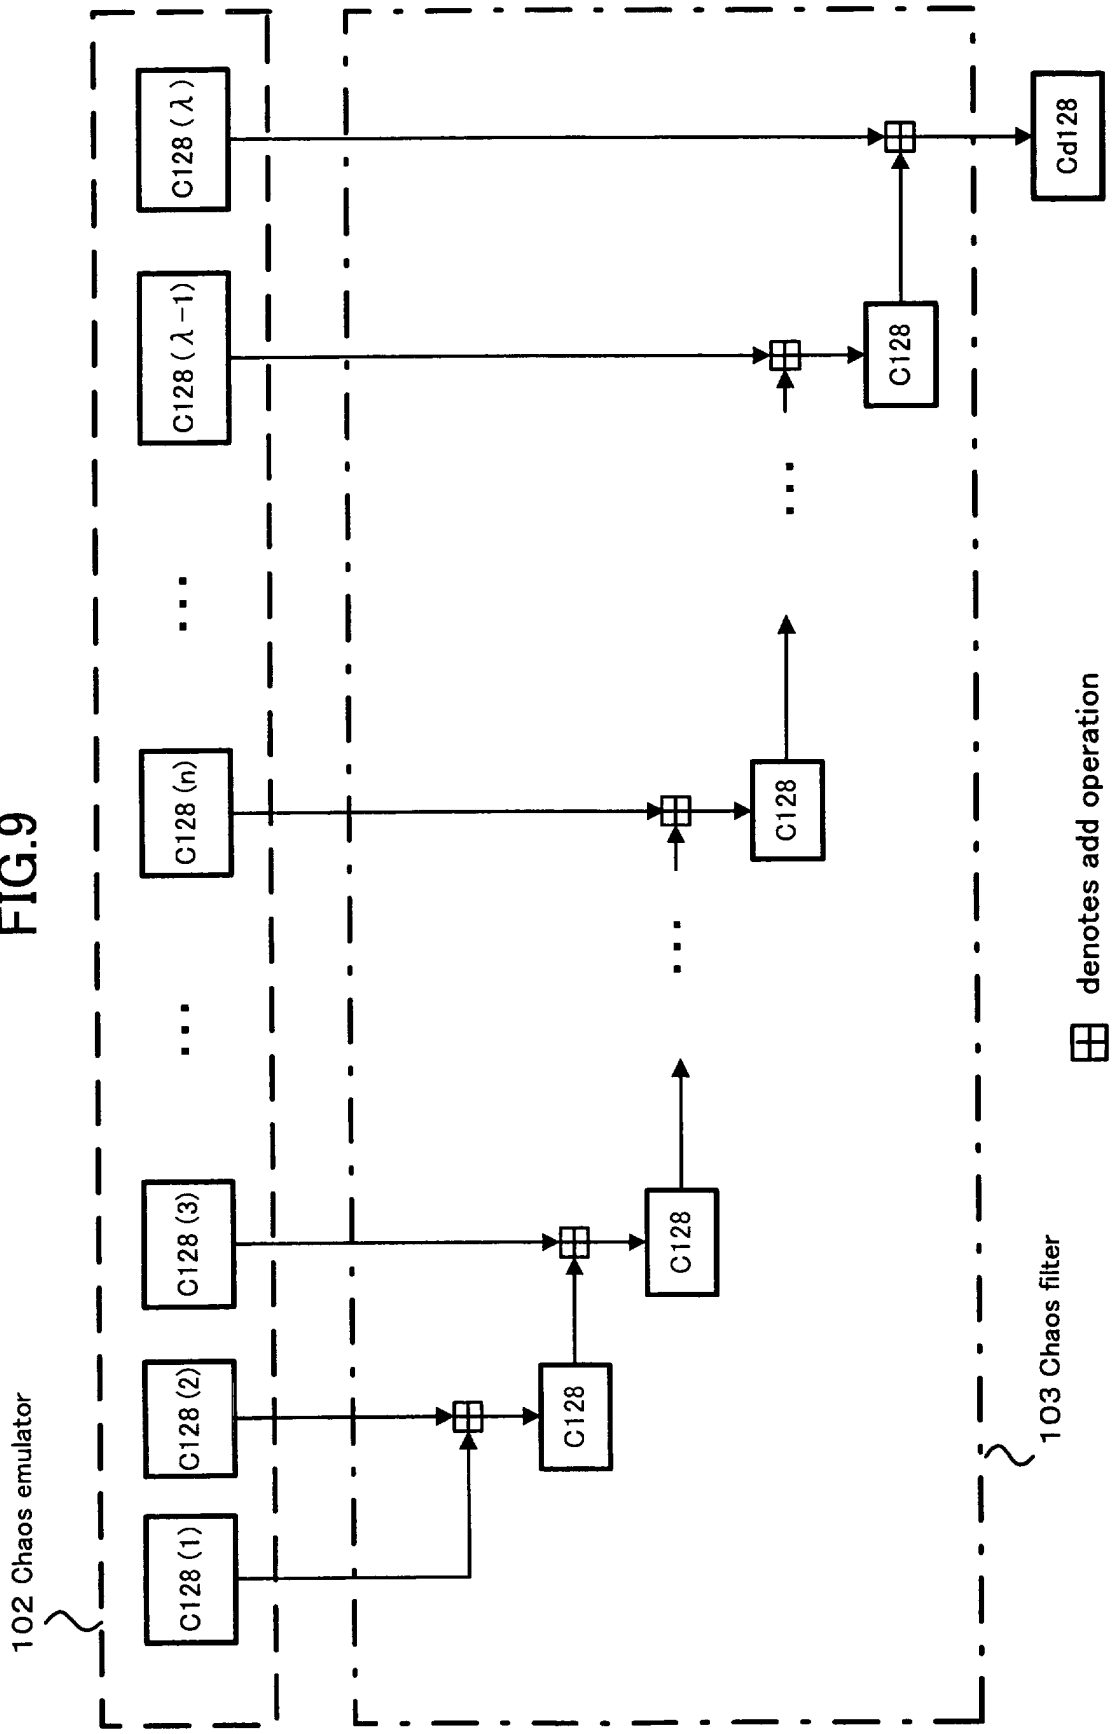 FIG.9
102 Chaos emulator
C128 (1)
C128 (2)
C128 (3)
...
C128 (n)
...
C128 (λ-1)
C128 (λ)
C128
C128
...
C128
...
C128
Cd128
103 Chaos filter
denotes add operation